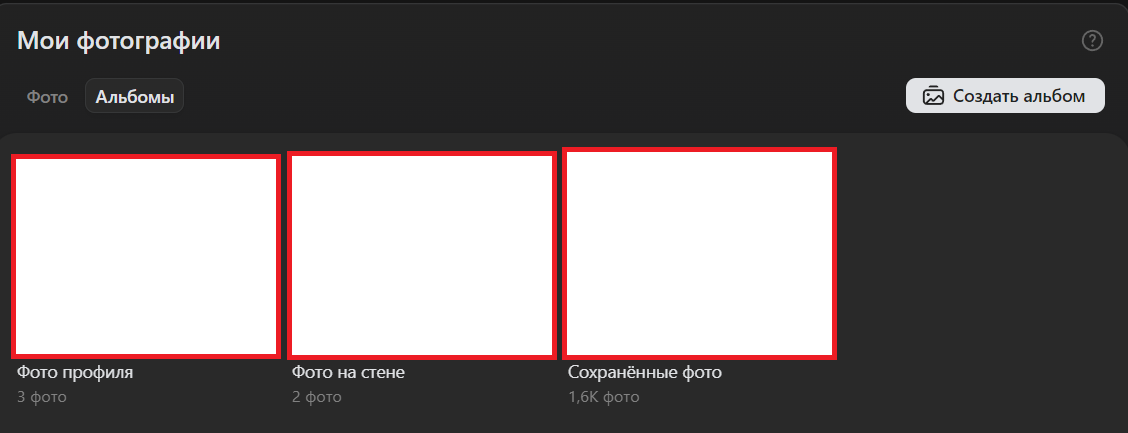 Мои фотографии
Фото Альбомы Создать альбом
Фото профиля Фото на стене Сохранённые фото
3 фото 2 фото 1,6K фото